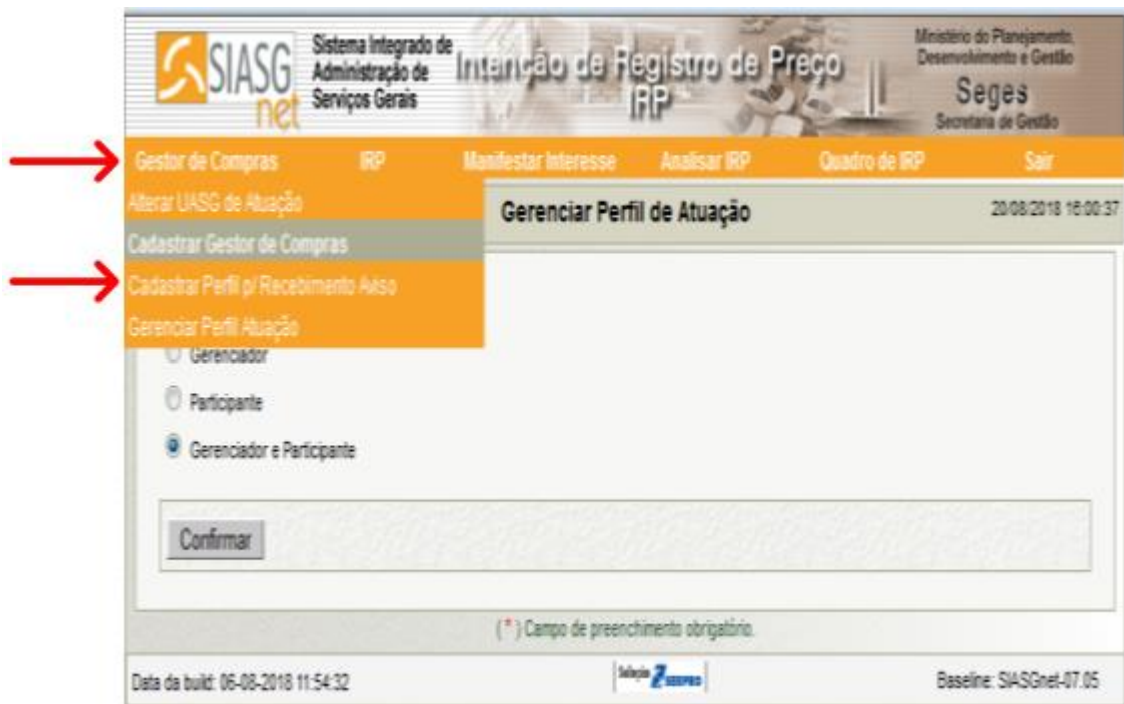 SIASG
net
Sistema Integrado de
Administração de
Serviços Gerais
Intenção de Registro de Preço
IRP
Ministério do Planejamento,
Desenvolvimento e Gestão
Seges
Secretaria de Gestão
Gestor de Compras IRP Manifestar Interesse Analisar IRP Quadro de IRP Sair
Alterar UASG de Atuação
Gerenciar Perfil de Atuação 20/08/2018 16:00:37
Cadastrar Gestor de Compras
Cadastrar Perfil p/ Recebimento Aviso
Gerenciar Perfil Atuação
Gerenciador
Participante
Gerenciador e Participante
Confirmar
( * ) Campo de preenchimento obrigatório.
Data da build: 06-08-2018 11:54:32
Solução SERPRO
Baseline: SIASGnet-07.05